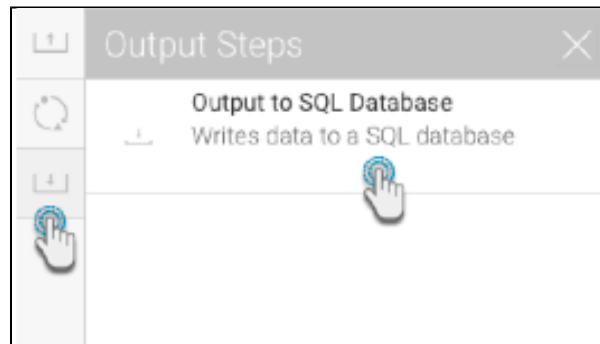 Output Steps
Output to SQL Database
Writes data to a SQL database